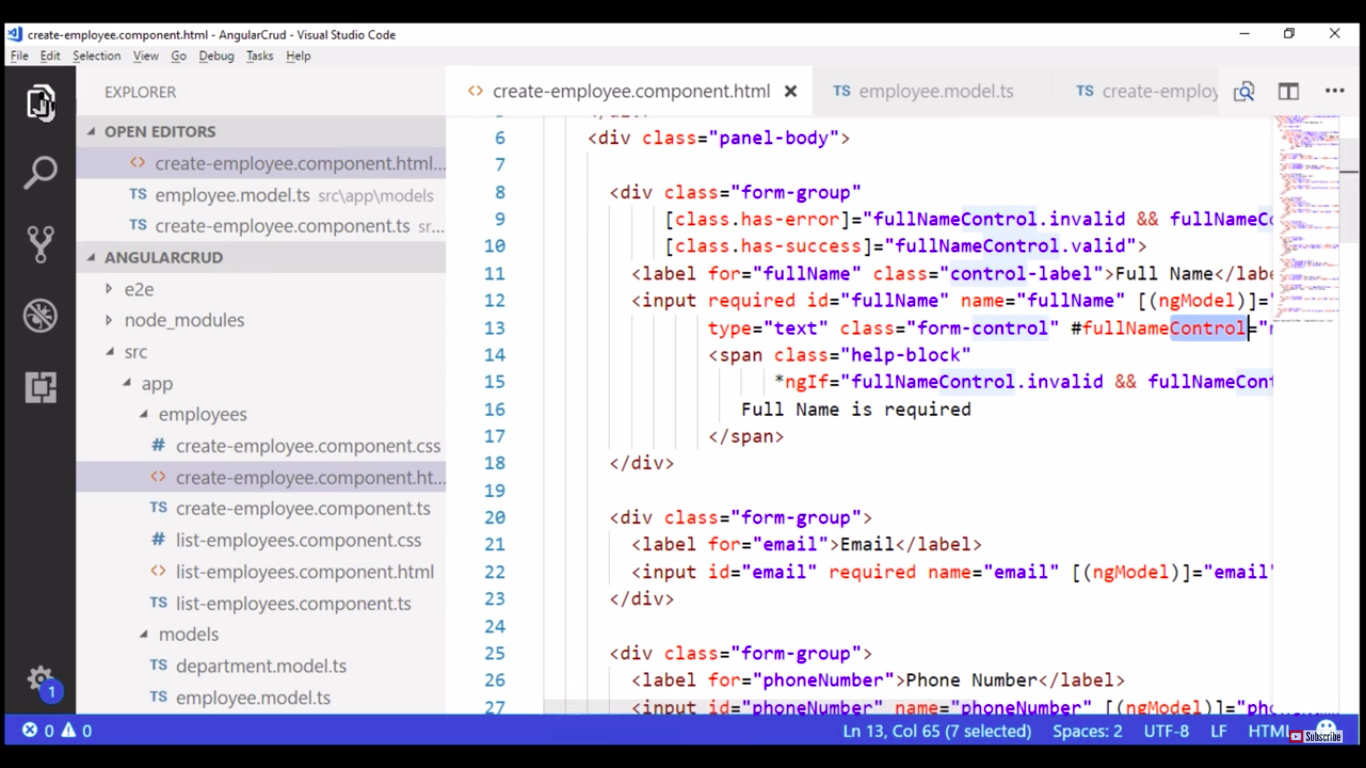 create-employee.component.html - AngularCrud - Visual Studio Code
File Edit Selection View Go Debug Tasks Help
EXPLORER
OPEN EDITORS
create-employee.component.html...
TS employee.model.ts src\app\models
TS create-employee.component.ts sr...
ANGULARCRUD
e2e
node_modules
src
app
employees
# create-employee.component.css
<> create-employee.component.ht...
TS create-employee.component.ts
# list-employees.component.css
<> list-employees.component.html
TS list-employees.component.ts
models
TS department.model.ts
TS employee.model.ts
1
<> create-employee.component.html TS employee.model.ts TS create-employ
6 <div class="panel-body">
7
8 <div class="form-group"
9 [class.has-error]="fullNameControl.invalid && fullNameC
10 [class.has-success]="fullNameControl.valid">
11 <label for="fullName" class="control-label">Full Name</labe
12 <input required id="fullName" name="fullName" [(ngModel)]="
13 type="text" class="form-control" #fullNameControl="
14 <span class="help-block"
15 *ngIf="fullNameControl.invalid && fullNameCont
16 Full Name is required
17 </span>
18 </div>
19
20 <div class="form-group">
21 <label for="email">Email</label>
22 <input id="email" required name="email" [(ngModel)]="email"
23 </div>
24
25 <div class="form-group">
26 <label for="phoneNumber">Phone Number</label>
27 <input id="phoneNumber" name="phoneNumber" [(ngModel)]="pho
0 0 Ln 13, Col 65 (7 selected) Spaces: 2 UTF-8 LF HTML
Subscribe